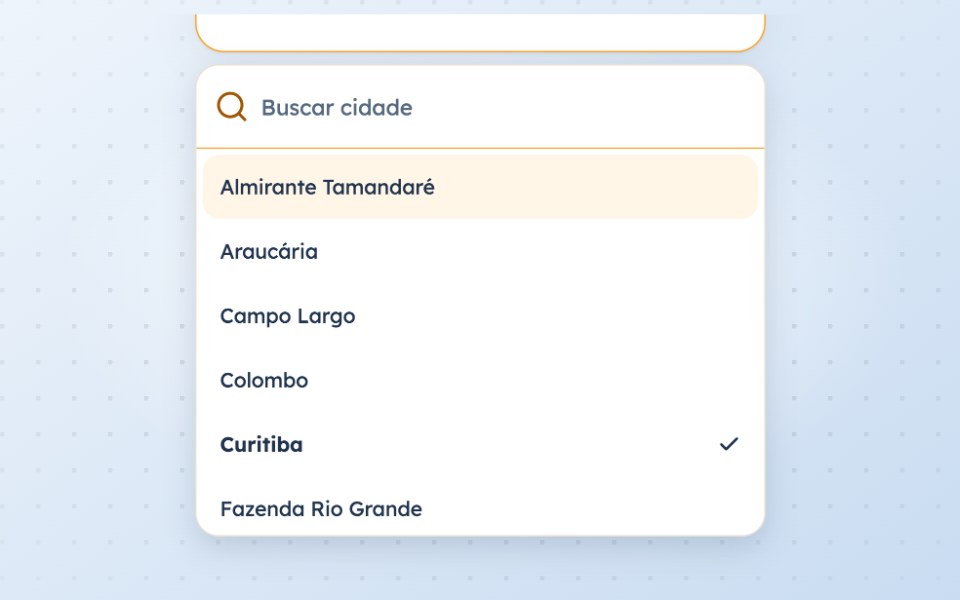 Buscar cidade
Almirante Tamandaré
Araucária
Campo Largo
Colombo
Curitiba
Fazenda Rio Grande